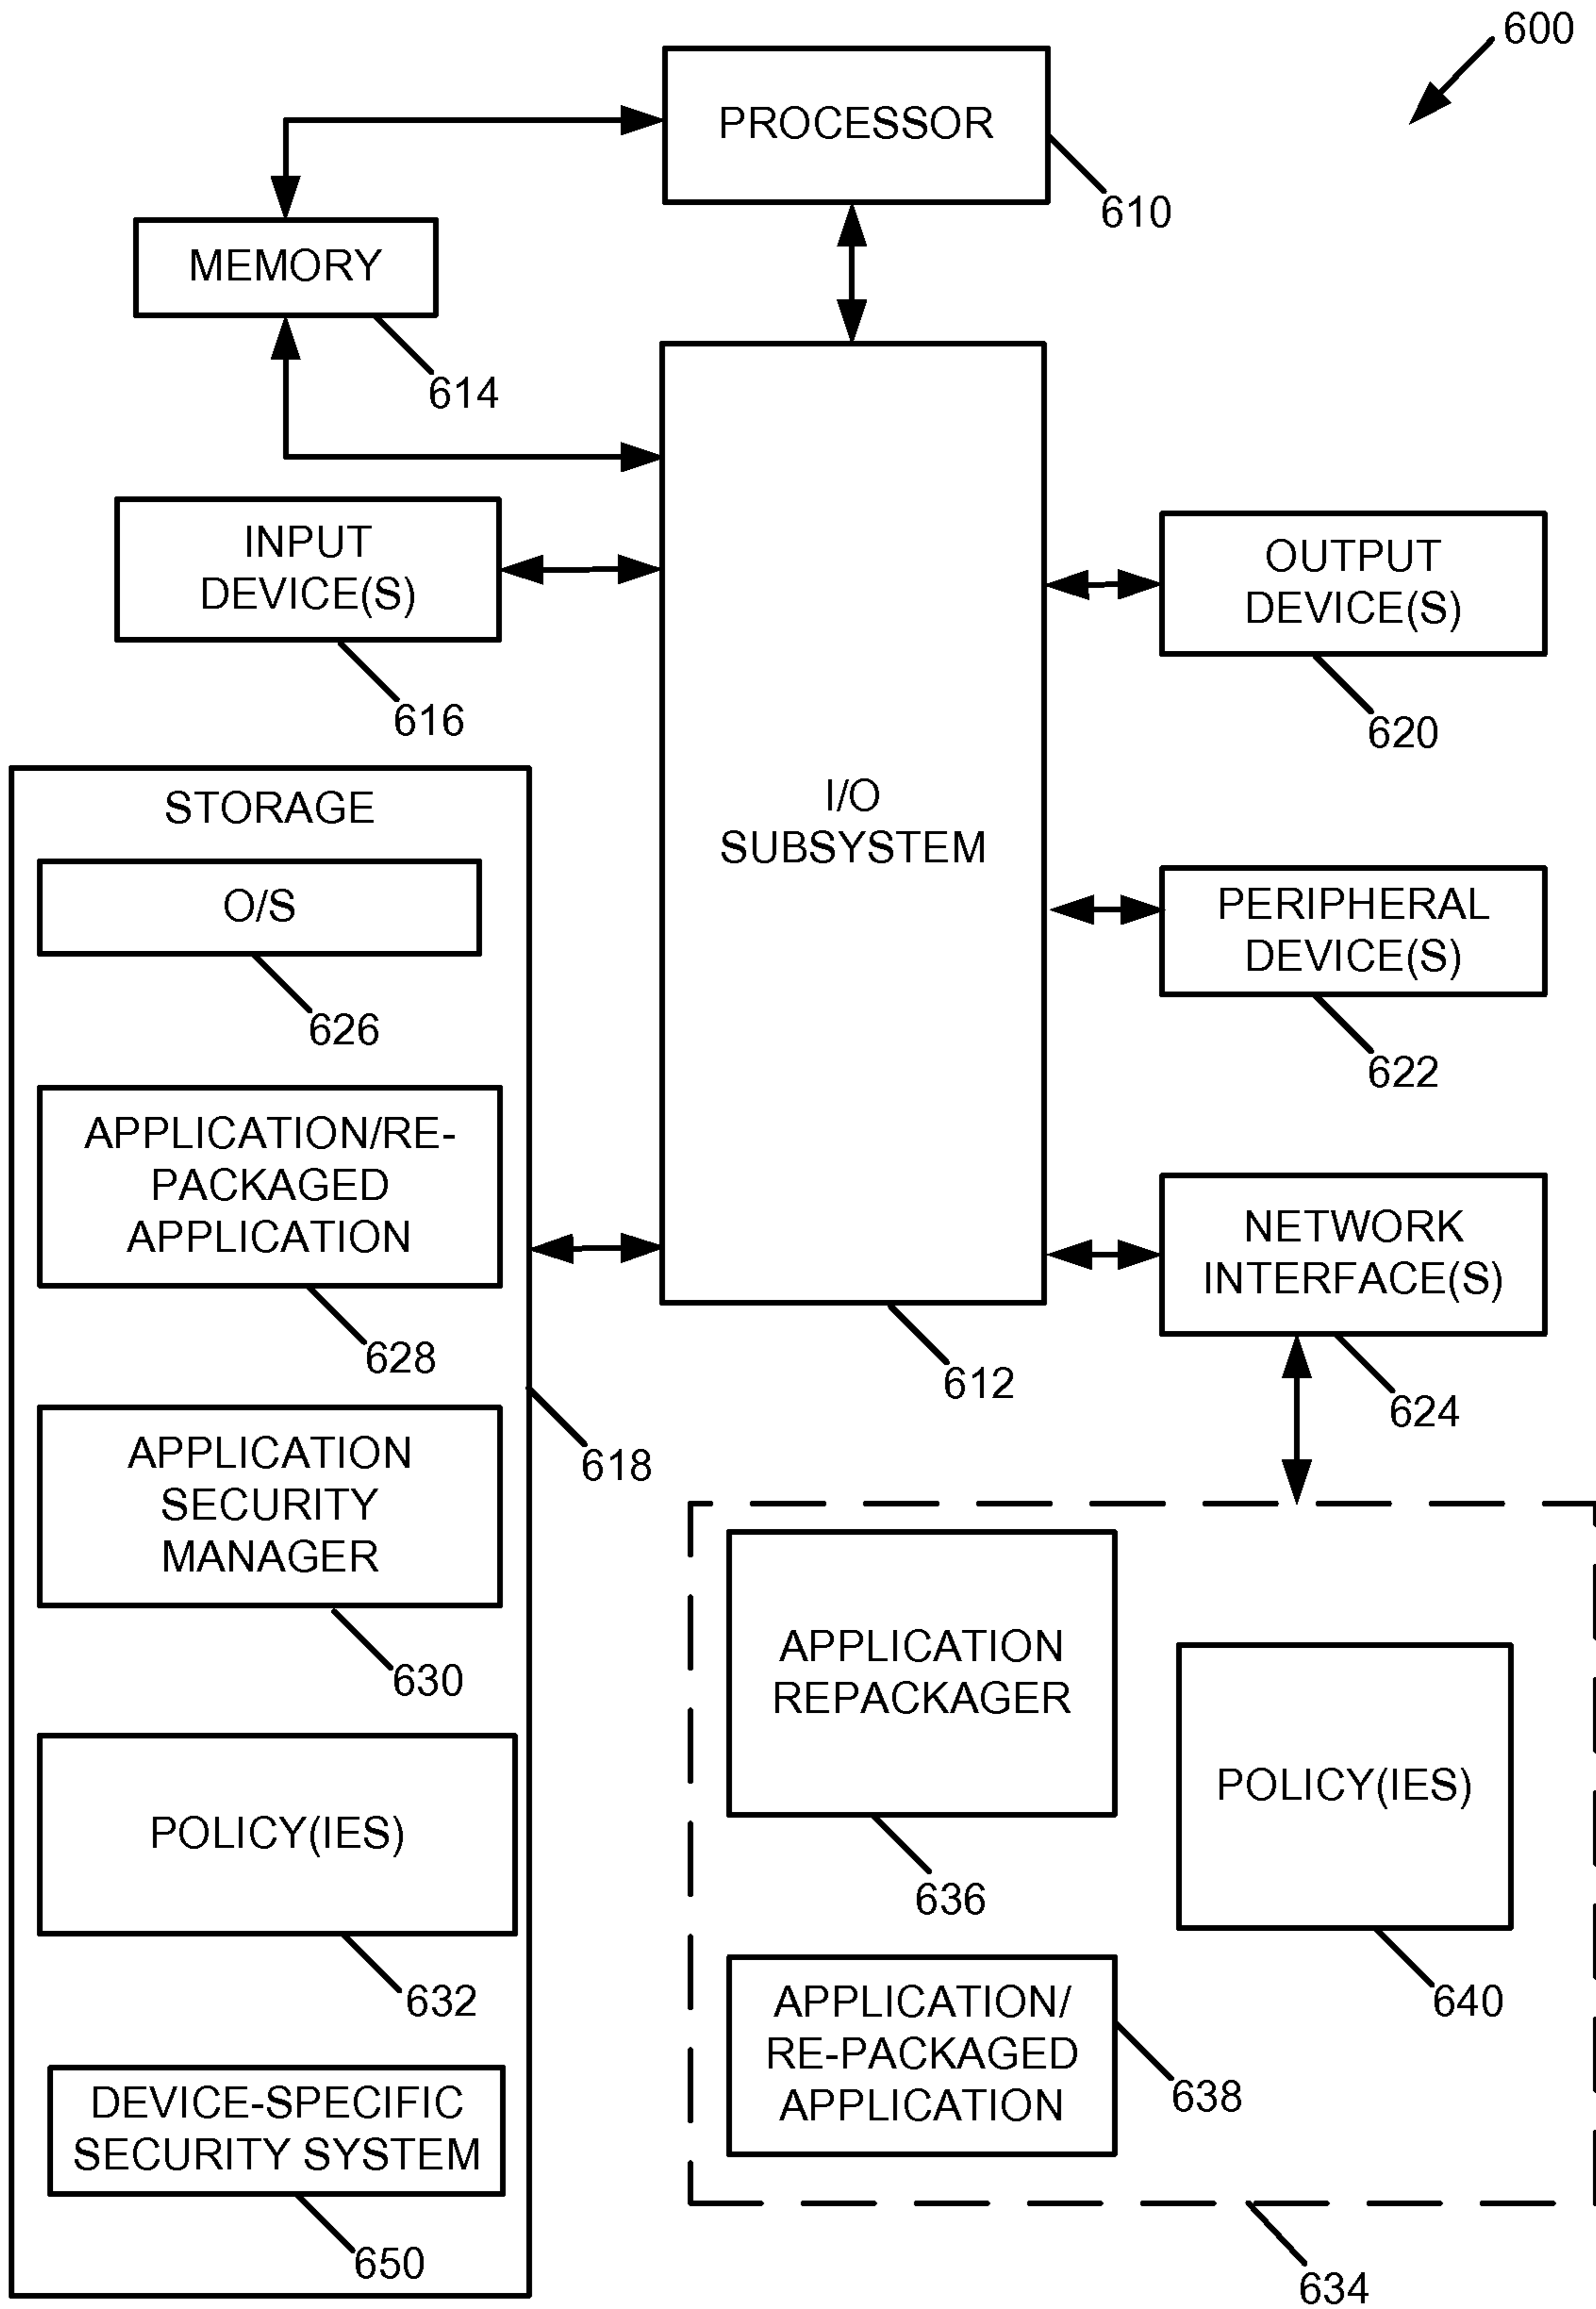 600
PROCESSOR
610
MEMORY
614
INPUT
DEVICE(S)
616
OUTPUT
DEVICE(S)
620
I/O
SUBSYSTEM
612
PERIPHERAL
DEVICE(S)
622
NETWORK
INTERFACE(S)
624
STORAGE
O/S
626
APPLICATION/RE-
PACKAGED
APPLICATION
628
618
APPLICATION
SECURITY
MANAGER
630
POLICY(IES)
632
DEVICE-SPECIFIC
SECURITY SYSTEM
650
APPLICATION
REPACKAGER
636
POLICY(IES)
640
APPLICATION/
RE-PACKAGED
APPLICATION
638
634